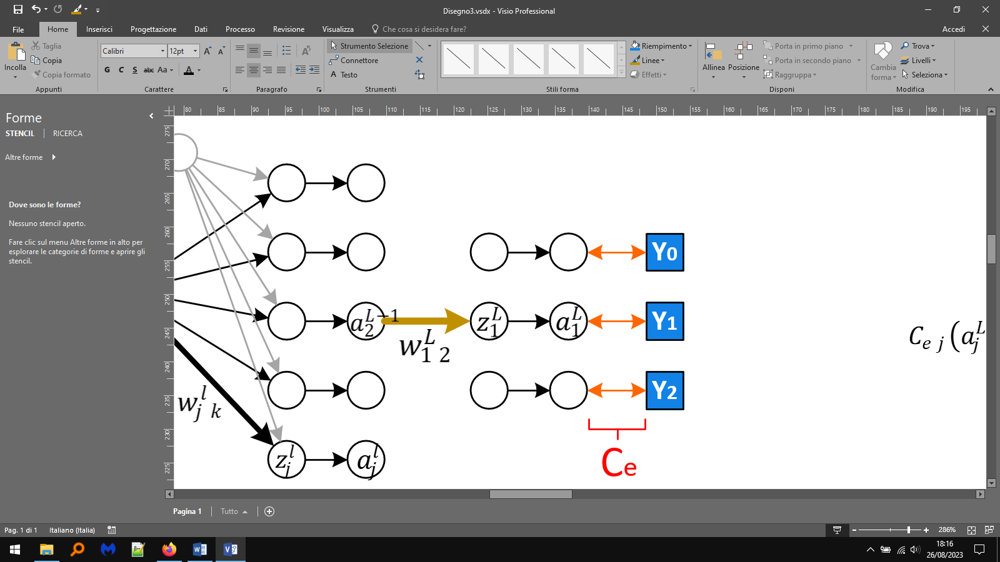 Disegno3.vsdx - Visio Professional
File Home Inserisci Progettazione Dati Processo Revisione Visualizza Che cosa si desidera fare? Accedi
Incolla
Taglia
Copia
Copia formato
Appunti
Calibri 12pt
G C S abc Aa A
Carattere
Paragrafo
Strumento Selezione
Connettore
A Testo
Strumenti
Stili forma
Riempimento
Linee
Effetti
Allinea
Posizione
Porta in primo piano
Porta in secondo piano
Raggruppa
Disponi
Cambia
forma
Trova
Livelli
Seleziona
Modifica
Forme
STENCIL RICERCA
Altre forme
Dove sono le forme?
Nessuno stencil aperto.
Fare clic sul menu Altre forme in alto per
esplorare le categorie di forme e aprire gli
stencil.
80 85 90 95 100 105 110 115 120 125 130 135 140 145 150 155 160 165 170 175 180 185 190 195
275
270
265
260
255
250
245
240
235
230
225
Y0
a_2^{L-1} z_1^L a_1^L Y1
w_{1 2}^L
C_{e j}(a_j^L
Y2
w_{j k}^l
z_j^l a_j^l
Ce
Pagina 1 Tutto
Pag. 1 di 1 Italiano (Italia) 286%
18:16
26/08/2023